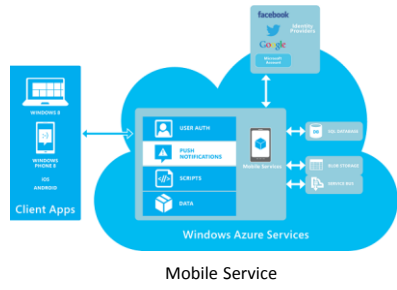 facebook
Identity
Providers
Google
Microsoft
Account
WINDOWS 8
WINDOWS
PHONE 8
iOS
ANDROID
Client Apps
USER AUTH
PUSH
NOTIFICATIONS
SCRIPTS
DATA
Mobile Services
SQL DATABASE
BLOB STORAGE
SERVICE BUS
Windows Azure Services
Mobile Service